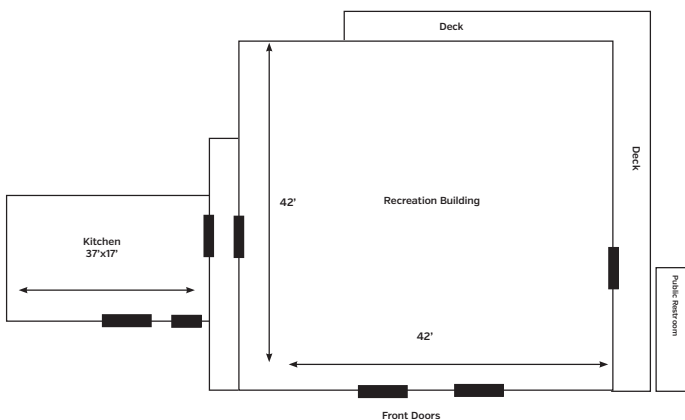 Deck
Deck
42'
Recreation Building
Kitchen
37'x17'
Public Restroom
42'
Front Doors